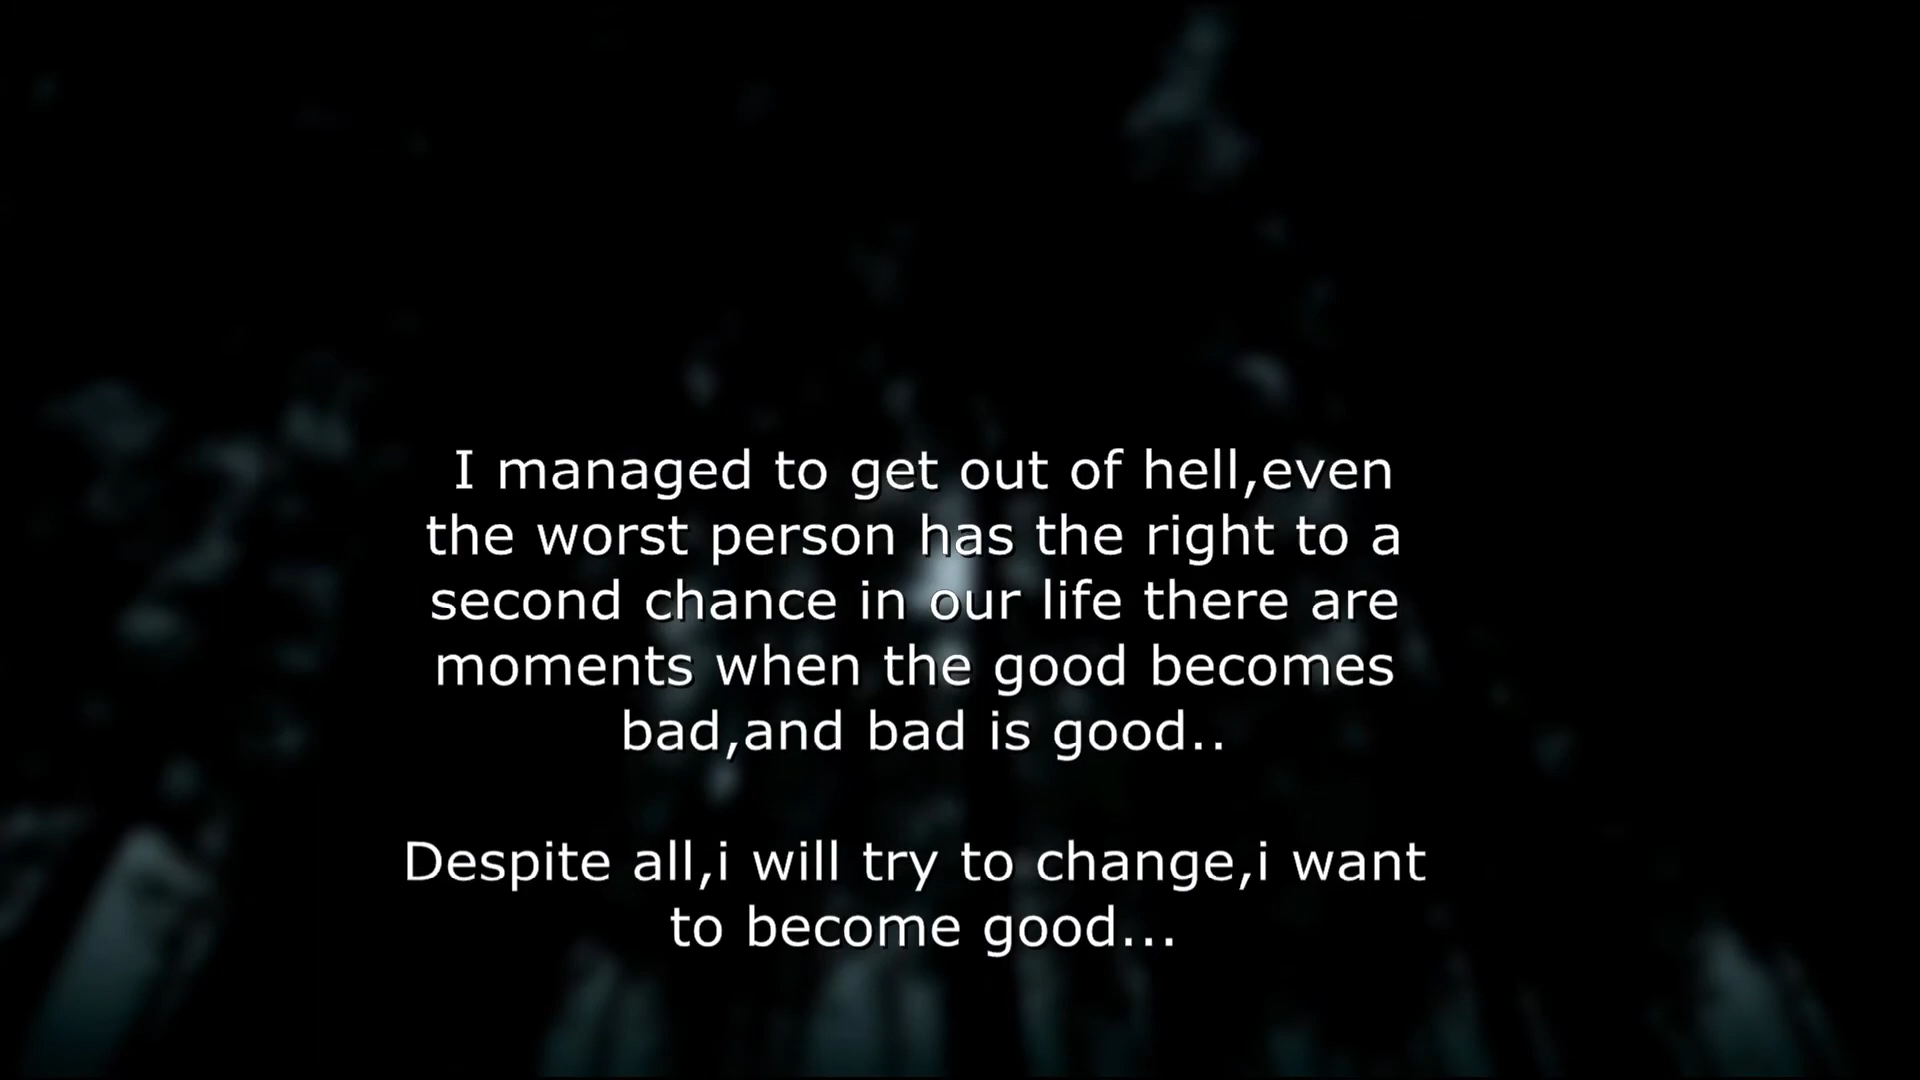 I managed to get out of hell,even
the worst person has the right to a
second chance in our life there are
moments when the good becomes
bad,and bad is good..
Despite all,i will try to change,i want
to become good...